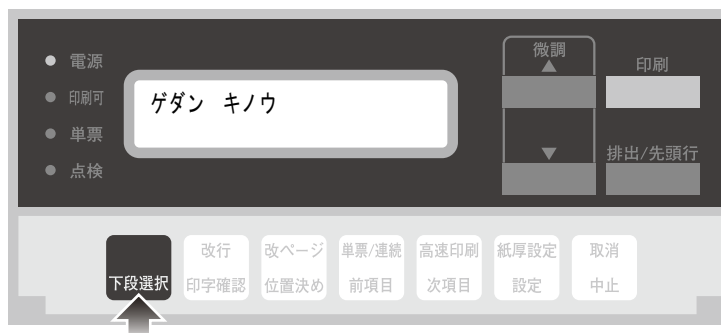 電源
印刷可
単票
点検
ゲダン キノウ
微調
印刷
排出/先頭行
下段選択
改行
印字確認
改ページ
位置決め
単票/連続
前項目
高速印刷
次項目
紙厚設定
設定
取消
中止